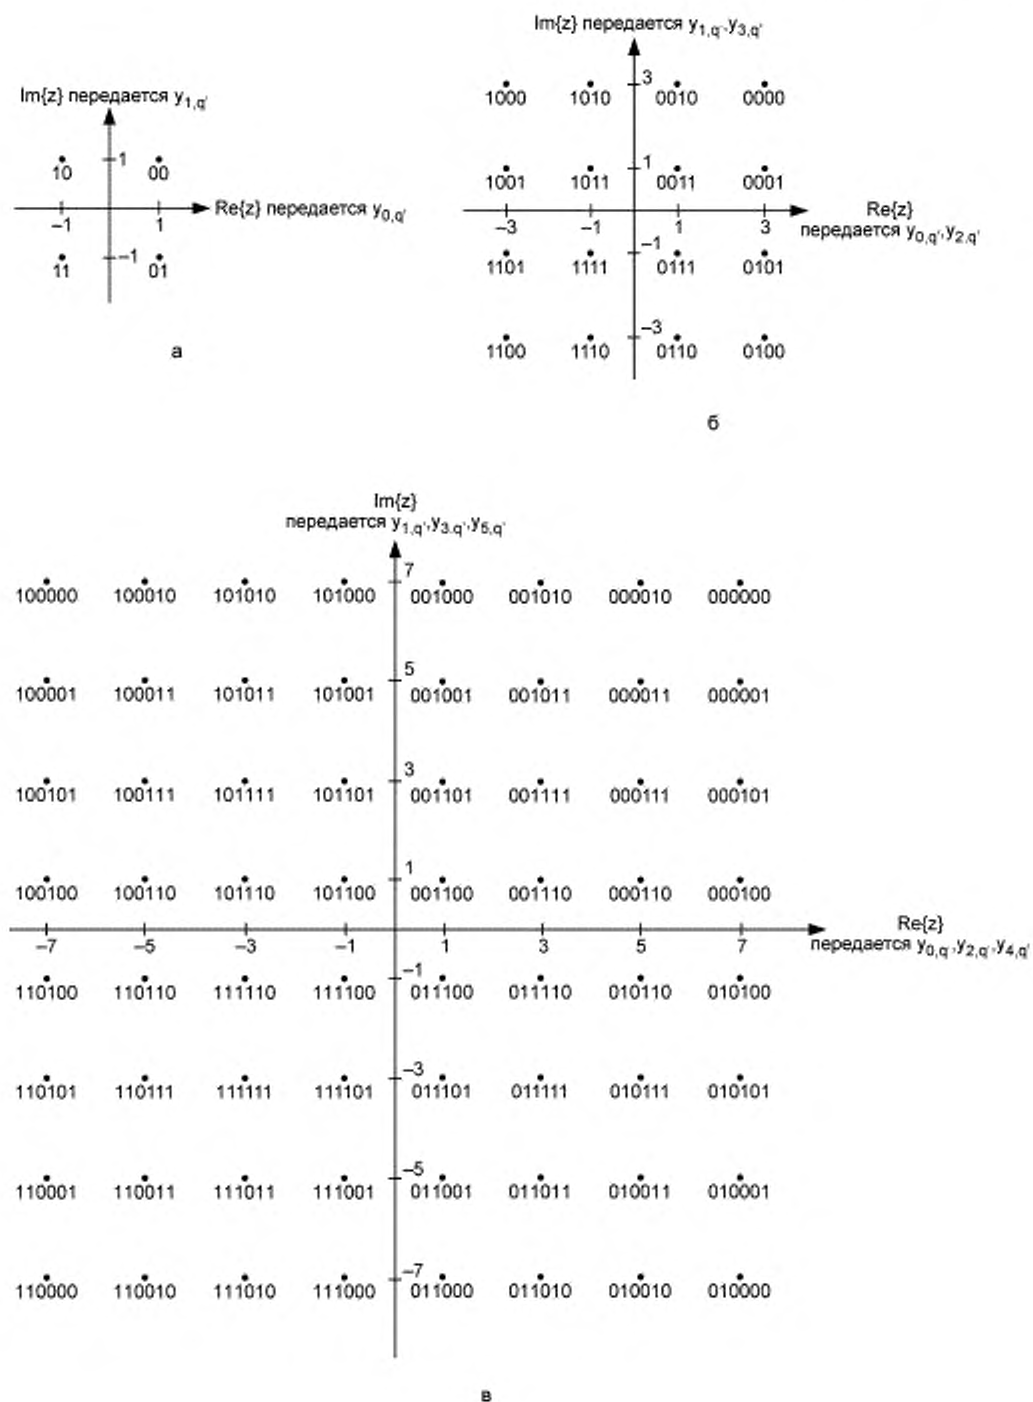 Im{z} передается y1,q'
1
10 00
Re{z} передается y0,q'
–1 1
–1
11 01
а
Im{z} передается y1,q',y3,q'
3
1000 1010 0010 0000
1
1001 1011 0011 0001
Re{z}
–3 –1 1 3
передается y0,q',y2,q'
–1
1101 1111 0111 0101
–3
1100 1110 0110 0100
б
Im{z}
передается y1,q',y3,q',y5,q'
7
100000 100010 101010 101000 001000 001010 000010 000000
5
100001 100011 101011 101001 001001 001011 000011 000001
3
100101 100111 101111 101101 001101 001111 000111 000101
1
100100 100110 101110 101100 001100 001110 000110 000100
Re{z}
–7 –5 –3 –1 1 3 5 7
передается y0,q',y2,q',y4,q'
–1
110100 110110 111110 111100 011100 011110 010110 010100
–3
110101 110111 111111 111101 011101 011111 010111 010101
–5
110001 110011 111011 111001 011001 011011 010011 010001
–7
110000 110010 111010 111000 011000 011010 010010 010000
в